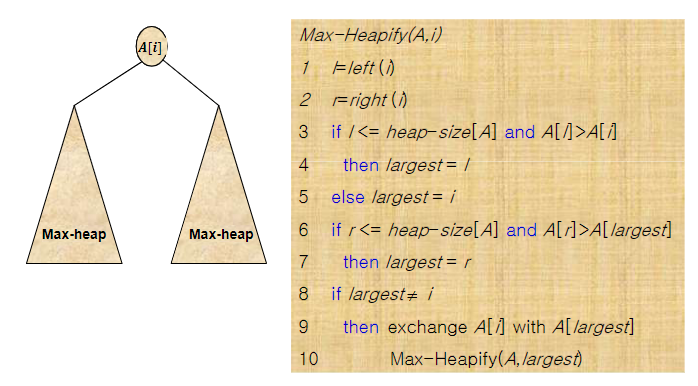 A[i]
Max-heap
Max-heap
Max-Heapify(A,i)
1 l=left(i)
2 r=right(i)
3 if l <= heap-size[A] and A[l]>A[i]
4 then largest = l
5 else largest = i
6 if r <= heap-size[A] and A[r]>A[largest]
7 then largest = r
8 if largest≠ i
9 then exchange A[i] with A[largest]
10 Max-Heapify(A,largest)